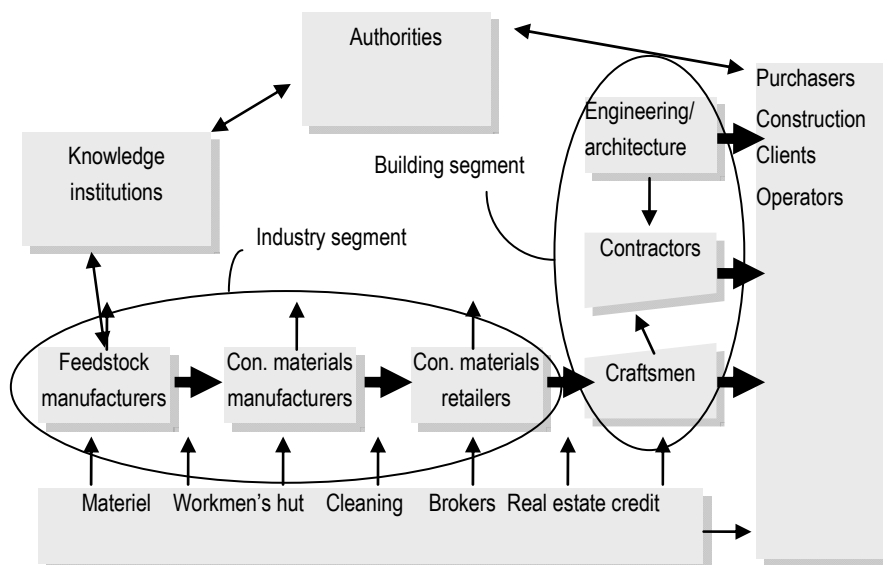 Authorities
Purchasers
Construction
Clients
Operators
Engineering/
architecture
Knowledge
institutions
Building segment
Industry segment
Contractors
Feedstock
manufacturers
Con. materials
manufacturers
Con. materials
retailers
Craftsmen
Materiel Workmen's hut Cleaning Brokers Real estate credit